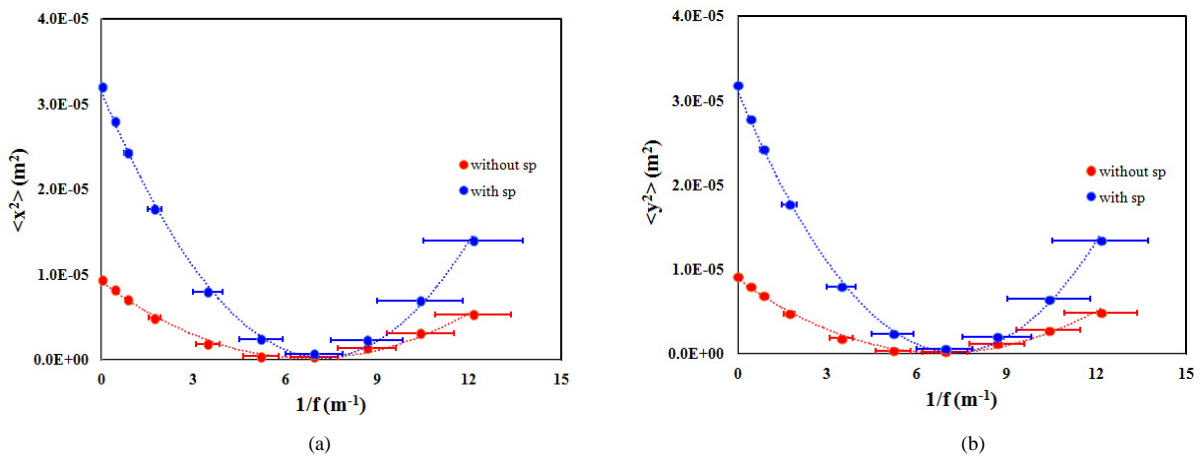 4.0E-05
3.0E-05
2.0E-05
1.0E-05
0.0E+00
<x²> (m²)
without sp
with sp
0 3 6 9 12 15
1/f (m⁻¹)
(a)
4.0E-05
3.0E-05
2.0E-05
1.0E-05
0.0E+00
<y²> (m²)
without sp
with sp
0 3 6 9 12 15
1/f (m⁻¹)
(b)